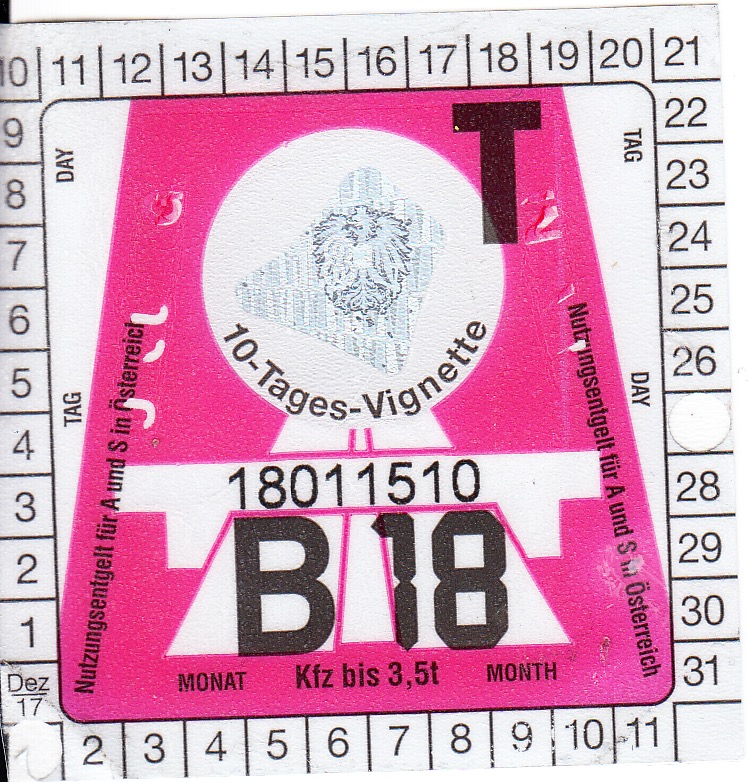 10 11 12 13 14 15 16 17 18 19 20 21
9
8
7
6
5
4
3
2
1
Dez
17
22
23
24
25
26
28
29
30
31
DAY
TAG
TAG
DAY
T
10-Tages-Vignette
Nutzungsentgelt für A und S in Österreich
Nutzungsentgelt für A und S in Österreich
18011510
B 18
MONAT Kfz bis 3,5t MONTH
2 3 4 5 6 7 8 9 10 11